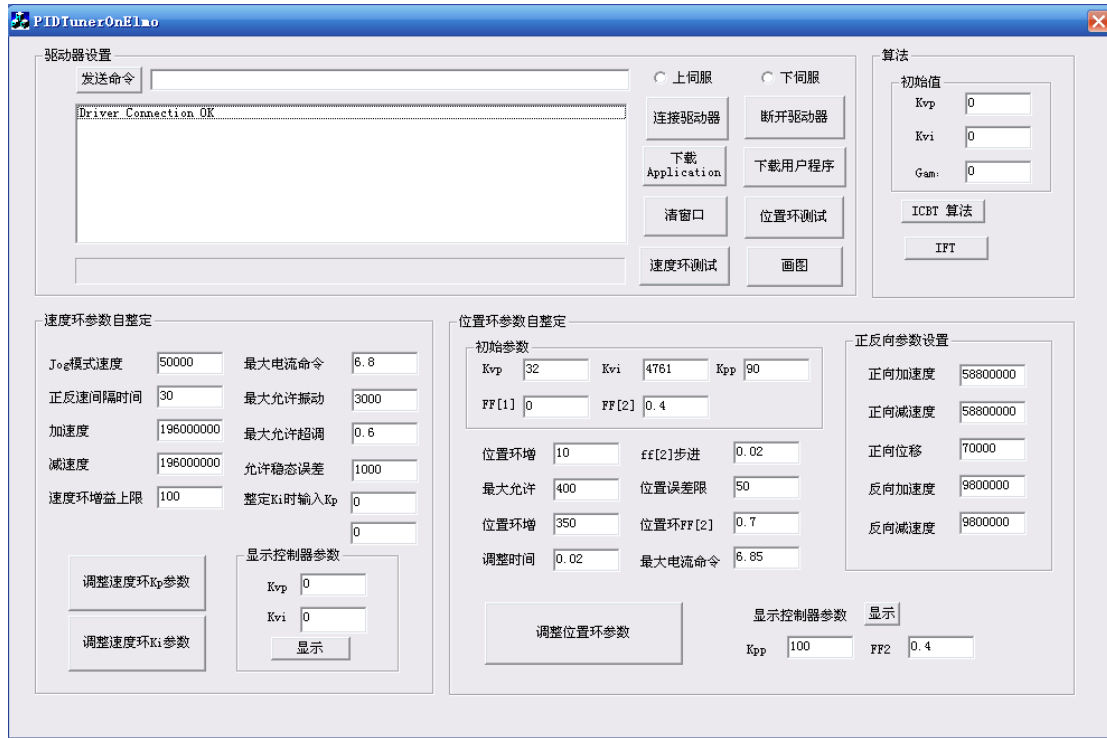 PIDTunerOnElmo
驱动器设置
发送命令
上伺服
下伺服
Driver Connection OK
连接驱动器
断开驱动器
下载
Application
下载用户程序
清窗口
位置环测试
速度环测试
画图
算法
初始值
Kvp 0
Kvi 0
Gam: 0
ICBT 算法
IFT
速度环参数自整定
Jog模式速度 50000
最大电流命令 6.8
正反速间隔时间 30
最大允许振动 3000
加速度 196000000
最大允许超调 0.6
减速度 196000000
允许稳态误差 1000
速度环增益上限 100
整定Ki时输入Kp 0
0
调整速度环Kp参数
调整速度环Ki参数
显示控制器参数
Kvp 0
Kvi 0
显示
位置环参数自整定
初始参数
Kvp 32 Kvi 4761 Kpp 90
FF[1] 0 FF[2] 0.4
位置环增 10 ff[2]步进 0.02
最大允许 400 位置误差限 50
位置环增 350 位置环FF[2] 0.7
调整时间 0.02 最大电流命令 6.85
正反向参数设置
正向加速度 58800000
正向减速度 58800000
正向位移 70000
反向加速度 9800000
反向减速度 9800000
调整位置环参数
显示控制器参数 显示
Kpp 100 FF2 0.4